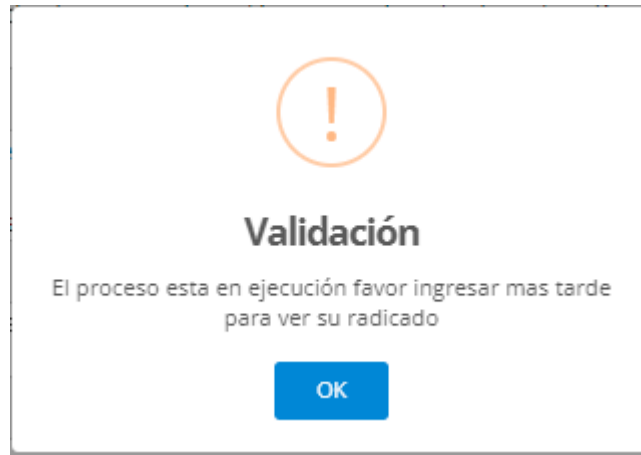 !
Validación
El proceso esta en ejecución favor ingresar mas tarde
para ver su radicado
OK